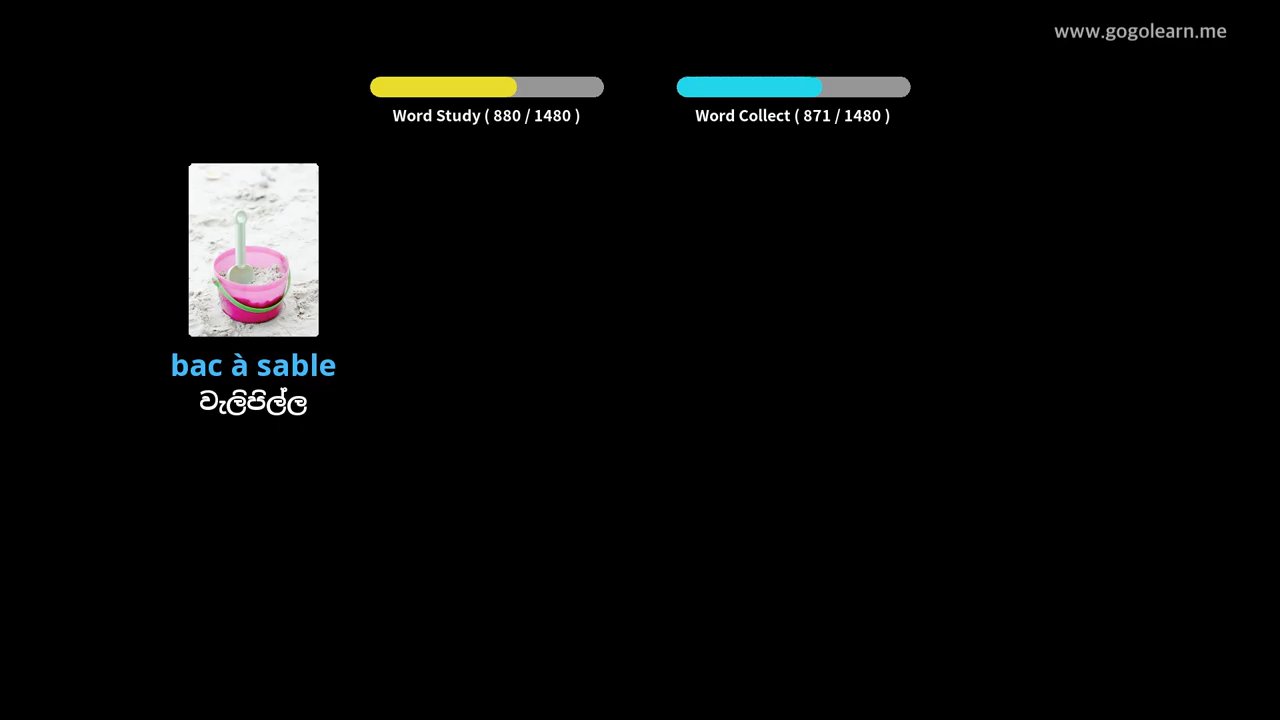 www.gogolearn.me
Word Study ( 880 / 1480 )
Word Collect ( 871 / 1480 )
bac à sable
වැලිපිල්ල